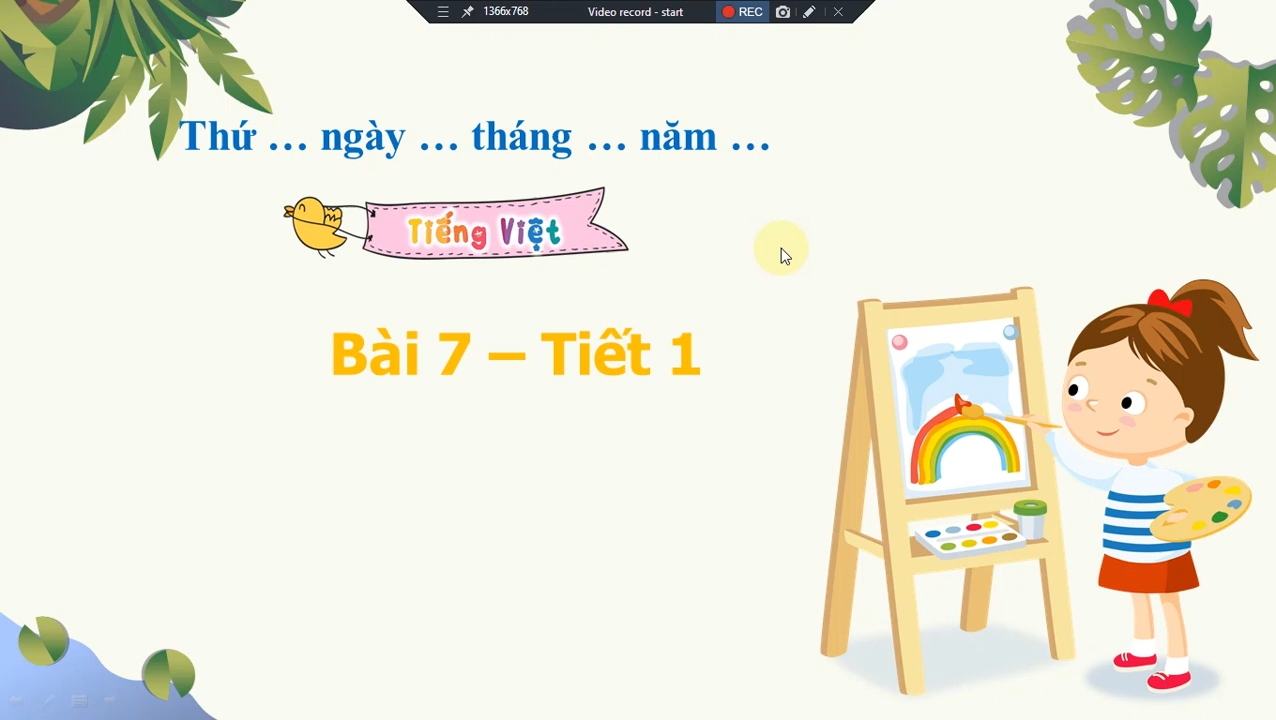 1366x768 Video record - start REC
Thứ … ngày … tháng … năm …
Tiếng Việt
Bài 7 – Tiết 1